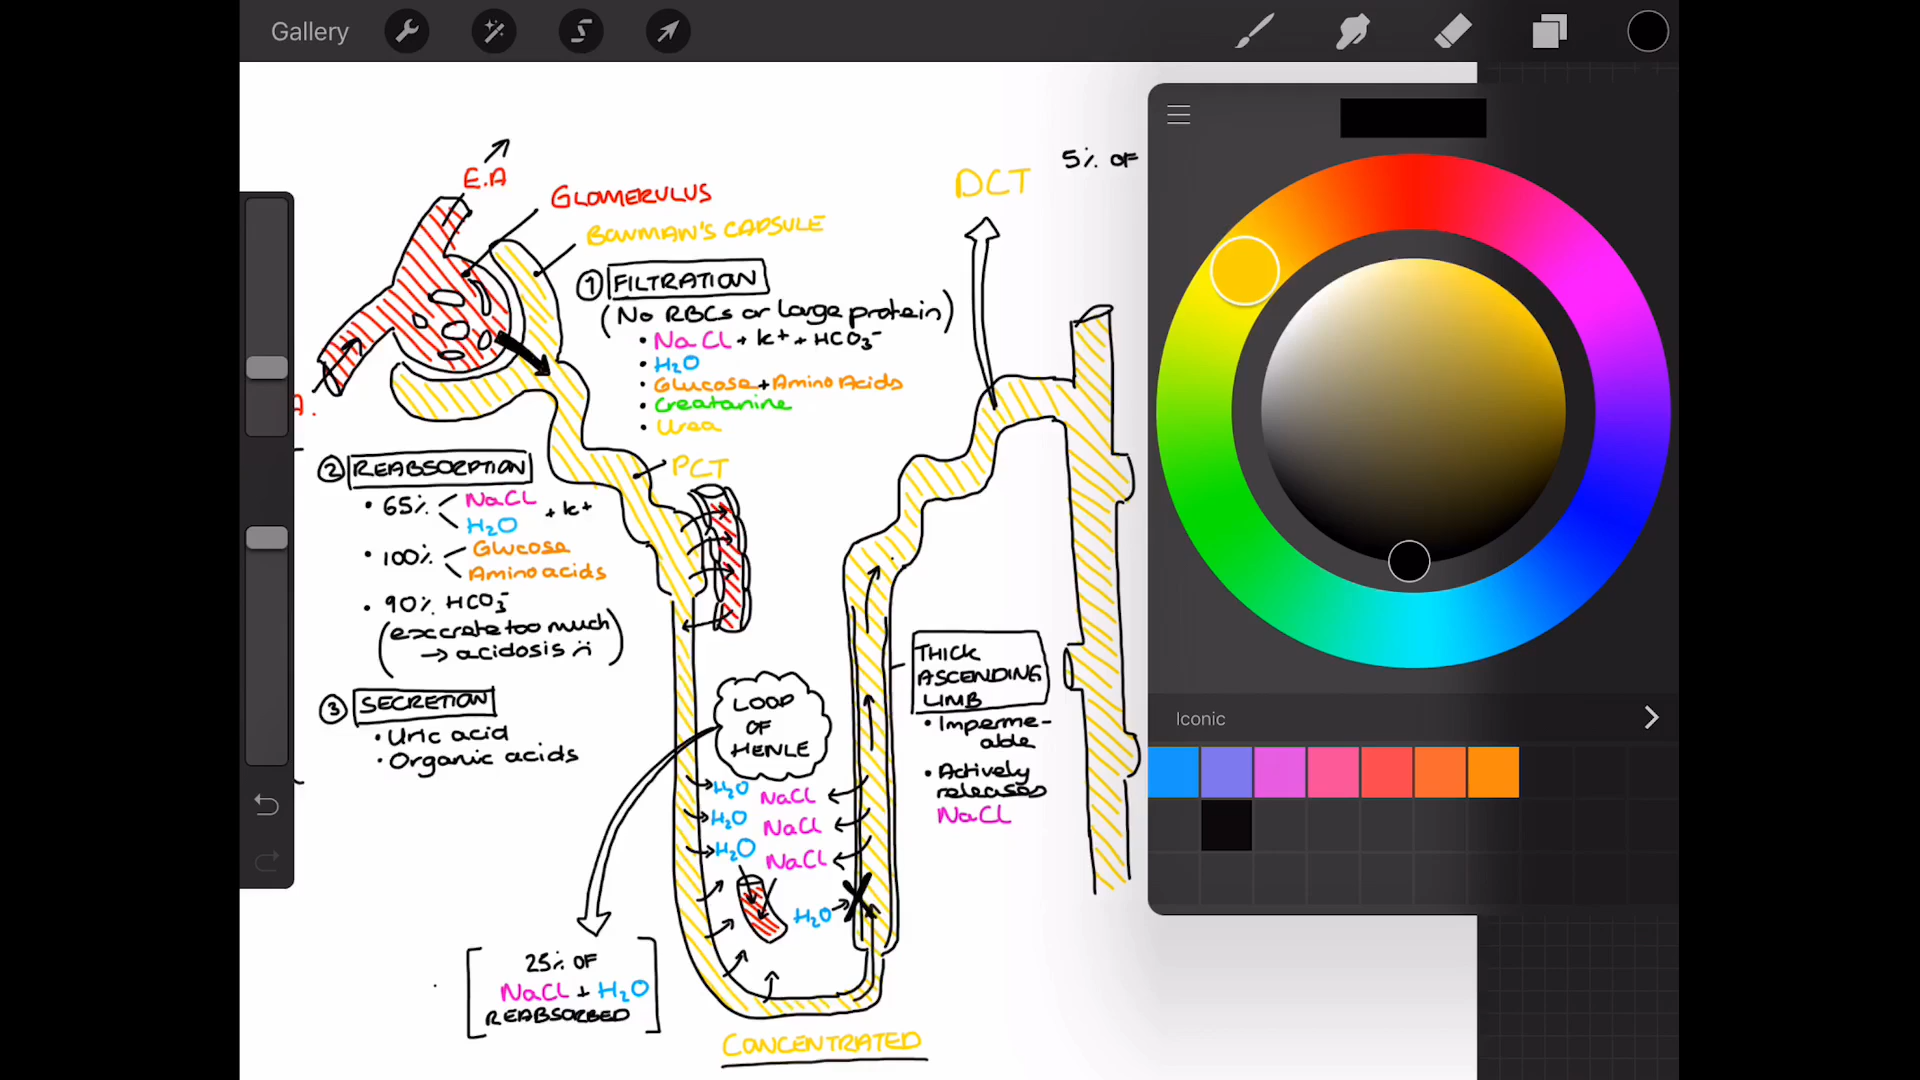 Gallery
E.A
GLOMERULUS
BOWMAN'S CAPSULE
DCT
5% OF
① FILTRATION
(No RBCs or large protein)
• NaCl + K+ + HCO3-
• H2O
• Glucose + Amino Acids
• Creatanine
• Urea
A.
PCT
② REABSORPTION
• 65% NaCL
H2O + K+
• 100% Glucose
Amino acids
• 90% HCO3-
(excrete too much
→ acidosis :( )
③ SECRETION
• Uric acid
• Organic acids
LOOP
OF
HENLE
THICK
ASCENDING
LIMB
• Imperme-
able
• Actively
releases
NaCl
H2O NaCl
H2O NaCl
H2O NaCl
H2O
25% OF
NaCl + H2O
REABSORBED
CONCENTRATED
Iconic